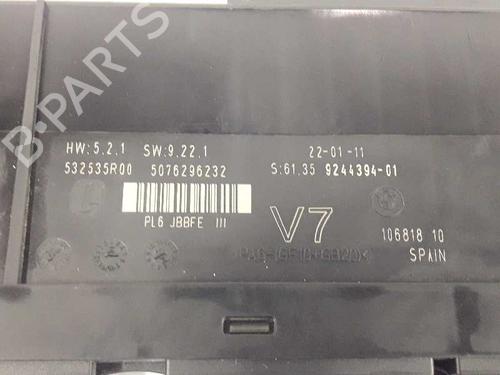 B-PARTS
HW:5.2.1 SW:9.22.1 22-01-11
532535R00 5076296232 S:61.35 9244394-01
PL6 JBBFE III
V7
106818 10
SPAIN